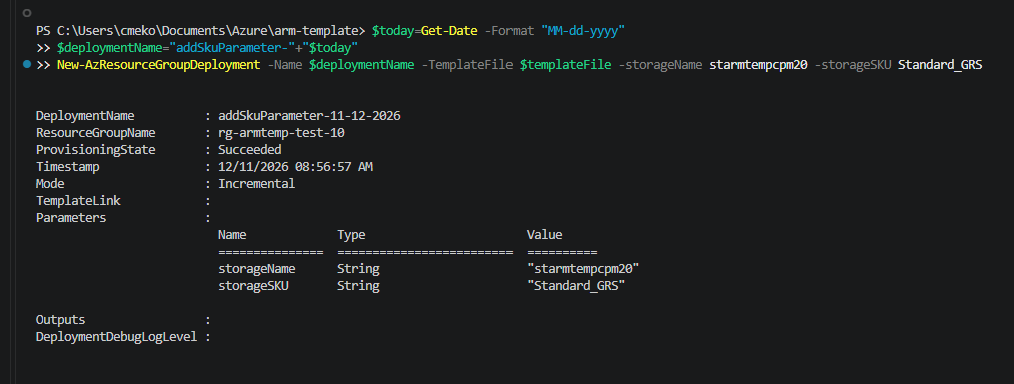 PS C:\Users\cmeko\Documents\Azure\arm-template> $today=Get-Date -Format "MM-dd-yyyy"
>> $deploymentName="addSkuParameter-"+"$today"
>> New-AzResourceGroupDeployment -Name $deploymentName -TemplateFile $templateFile -storageName starmtempcpm20 -storageSKU Standard_GRS
DeploymentName          : addSkuParameter-11-12-2026
ResourceGroupName       : rg-armtemp-test-10
ProvisioningState       : Succeeded
Timestamp               : 12/11/2026 08:56:57 AM
Mode                    : Incremental
TemplateLink            :
Parameters              :
                          Name             Type                       Value
                          ===============  =========================  ==========
                          storageName      String                     "starmtempcpm20"
                          storageSKU       String                     "Standard_GRS"
Outputs                 :
DeploymentDebugLogLevel :